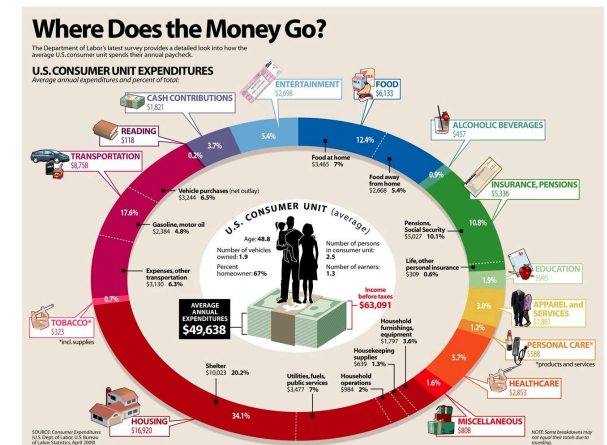 Where Does the Money Go?
The Department of Labor's latest survey provides a detailed look into how the
average U.S. consumer unit spends their annual paycheck.
U.S. CONSUMER UNIT EXPENDITURES
Average annual expenditures and percent of total:
ENTERTAINMENT
$2,698
5.4%
FOOD
$6,133
12.4%
Food at home
$3,465 7%
Food away
from home
$2,668 5.4%
ALCOHOLIC BEVERAGES
$457
0.9%
INSURANCE, PENSIONS
$5,336
10.8%
Pensions,
Social Security
$5,027 10.1%
Life, other
personal insurance
$309 0.6%
EDUCATION
$945
1.9%
APPAREL and
SERVICES
$1,881
3.8%
PERSONAL CARE*
$588
*products and services
1.2%
HEALTHCARE
$2,853
5.7%
MISCELLANEOUS
$808
1.6%
HOUSING
$16,920
34.1%
Shelter
$10,023 20.2%
Utilities, fuels,
public services
$3,477 7%
Household
operations
$984 2%
Housekeeping
supplies
$639 1.3%
Household
furnishings,
equipment
$1,797 3.6%
TOBACCO*
$323
*incl. supplies
0.7%
TRANSPORTATION
$8,758
17.6%
Vehicle purchases (net outlay)
$3,244 6.5%
Gasoline, motor oil
$2,384 4.8%
Expenses, other
transportation
$3,130 6.3%
READING
$118
0.2%
CASH CONTRIBUTIONS
$1,821
3.7%
U.S. CONSUMER UNIT (average)
Age: 48.8
Number of vehicles
owned: 1.9
Percent
homeowner: 67%
Number of persons
in consumer unit:
2.5
Number of earners:
1.3
Income
before taxes
$63,091
AVERAGE
ANNUAL
EXPENDITURES
$49,638
SOURCE: Consumer Expenditures
(U.S. Dept. of Labor, U.S. Bureau
of Labor Statistics, April 2009)
NOTE: Some breakdowns may
not equal their totals due to
rounding.